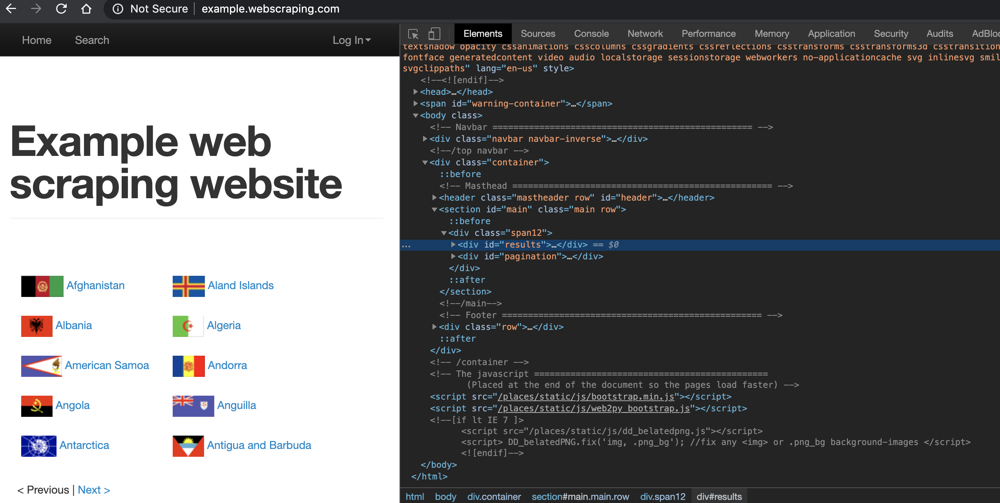 Not Secure | example.webscraping.com
Home Search Log In
Example web
scraping website
Afghanistan Aland Islands
Albania Algeria
American Samoa Andorra
Angola Anguilla
Antarctica Antigua and Barbuda
< Previous | Next >
Elements Sources Console Network Performance Memory Application Security Audits AdBloc
textshadow opacity cssanimations csscolumns cssgradients cssreflections csstransforms csstransforms3d csstransition
fontface generatedcontent video audio localstorage sessionstorage webworkers no-applicationcache svg inlinesvg smil
svgclippaths" lang="en-us" style>
<!--<![endif]-->
<head>…</head>
<span id="warning-container">…</span>
<body class>
<!-- Navbar ================================================== -->
<div class="navbar navbar-inverse">…</div>
<!--/top navbar -->
<div class="container">
::before
<!-- Masthead ================================================== -->
<header class="mastheader row" id="header">…</header>
<section id="main" class="main row">
::before
<div class="span12">
<div id="results">…</div> == $0
<div id="pagination">…</div>
</div>
::after
</section>
<!--/main-->
<!-- Footer ================================================== -->
<div class="row">…</div>
::after
</div>
<!-- /container -->
<!-- The javascript =============================================
(Placed at the end of the document so the pages load faster) -->
<script src="/places/static/js/bootstrap.min.js"></script>
<script src="/places/static/js/web2py_bootstrap.js"></script>
<!--[if lt IE 7 ]>
<script src="/places/static/js/dd_belatedpng.js"></script>
<script> DD_belatedPNG.fix('img, .png_bg'); //fix any <img> or .png_bg background-images </script>
<![endif]-->
</body>
</html>
html body div.container section#main.main.row div.span12 div#results